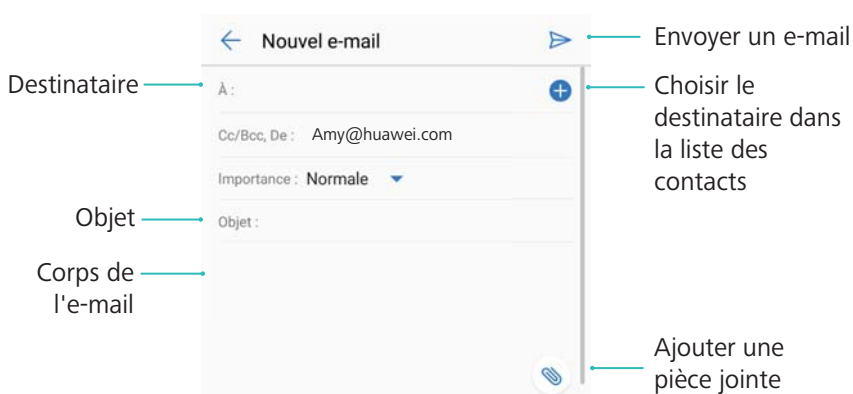 Nouvel e-mail
Envoyer un e-mail
Destinataire
À :
Choisir le
destinataire dans
la liste des
contacts
Cc/Bcc, De : Amy@huawei.com
Importance : Normale
Objet
Objet :
Corps de
l'e-mail
Ajouter une
pièce jointe